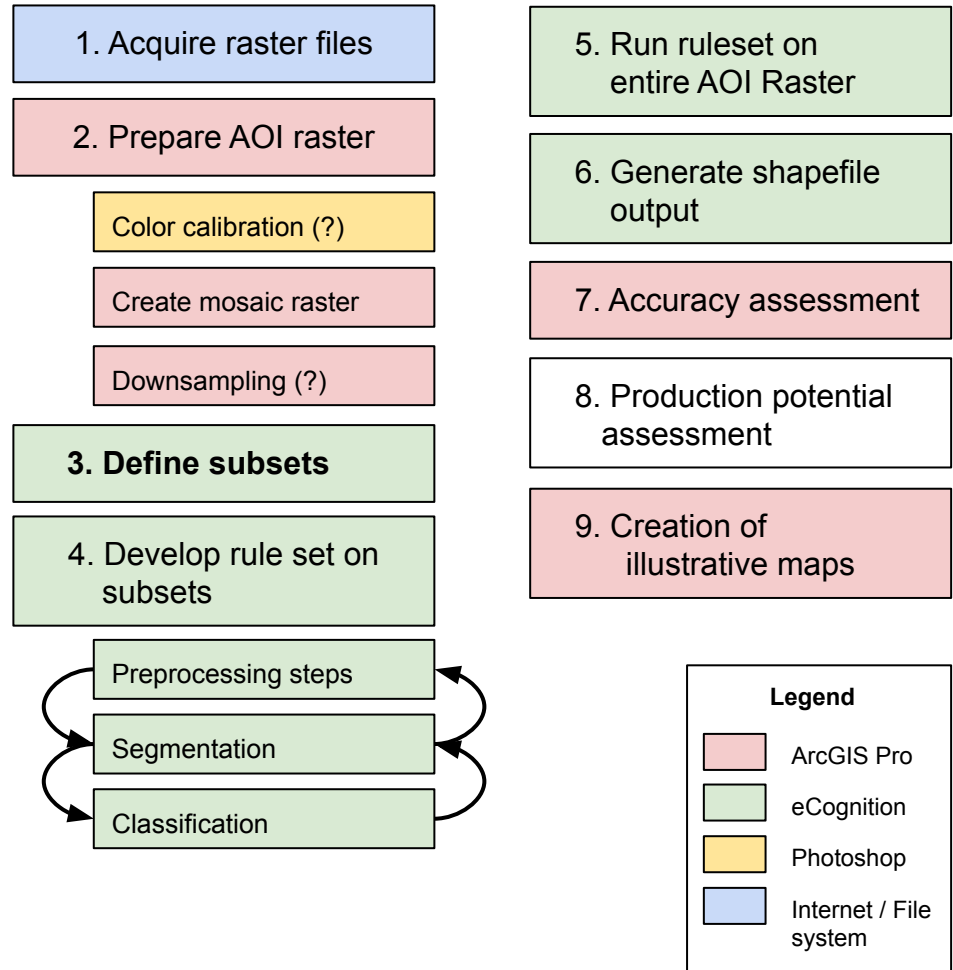 1. Acquire raster files
2. Prepare AOI raster
Color calibration (?)
Create mosaic raster
Downsampling (?)
3. Define subsets
4. Develop rule set on
subsets
Preprocessing steps
Segmentation
Classification
5. Run ruleset on
entire AOI Raster
6. Generate shapefile
output
7. Accuracy assessment
8. Production potential
assessment
9. Creation of
illustrative maps
Legend
ArcGIS Pro
eCognition
Photoshop
Internet / File
system